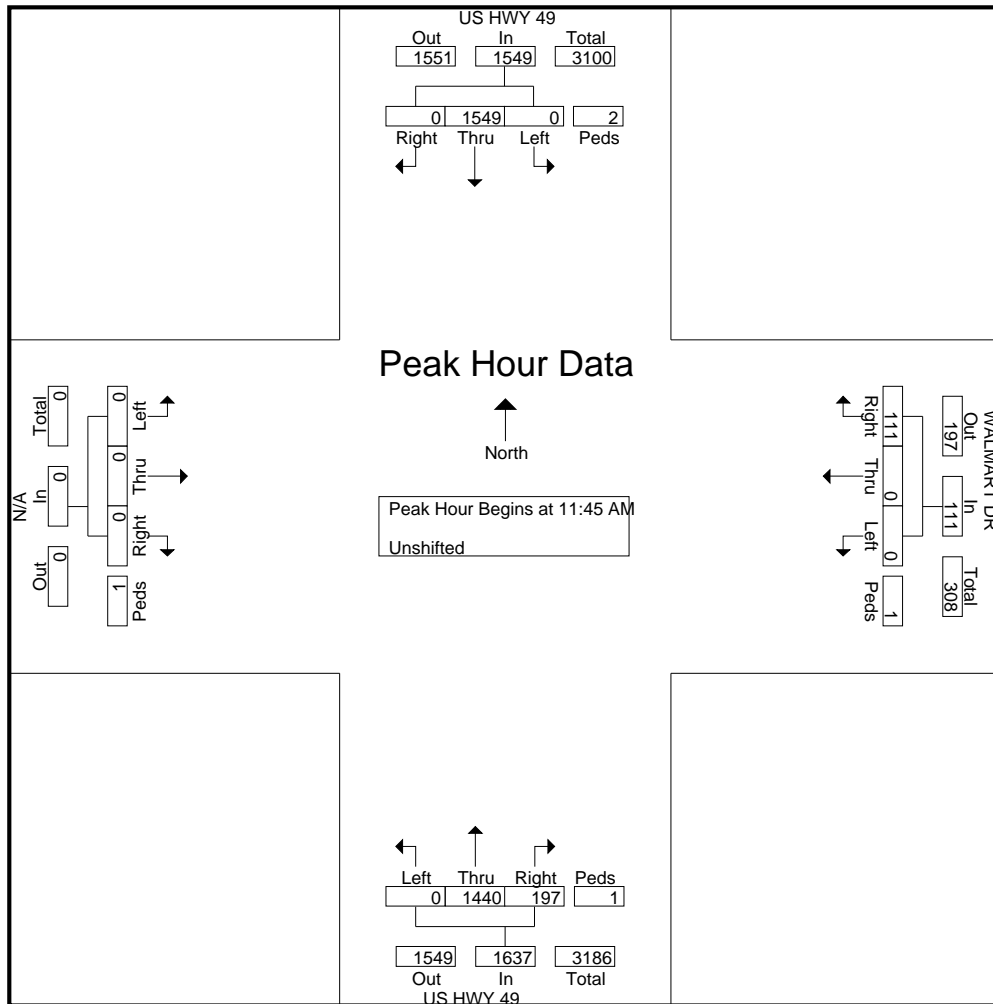 US HWY 49
Out In Total
1551 1549 3100
0 1549 0 2
Right Thru Left Peds
Peak Hour Data
North
Peak Hour Begins at 11:45 AM
Unshifted
N/A
Out In Total
0 0 0
Right Thru Left
0 0 0
Peds
1
WALMART DR
Out In Total
197 111 308
Right Thru Left Peds
111 0 0 1
Left Thru Right Peds
0 1440 197 1
1549 1637 3186
Out In Total
US HWY 49